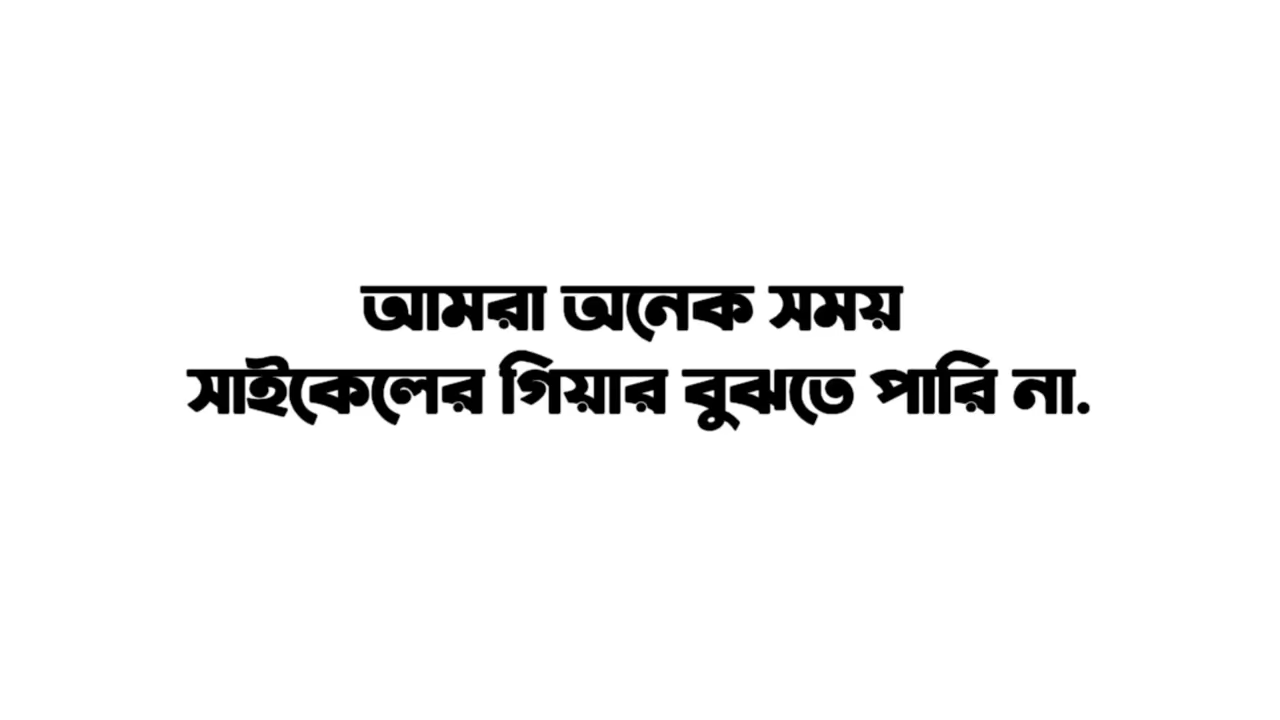 আমরা অনেক সময়
সাইকেলের গিয়ার বুঝতে পারি না.